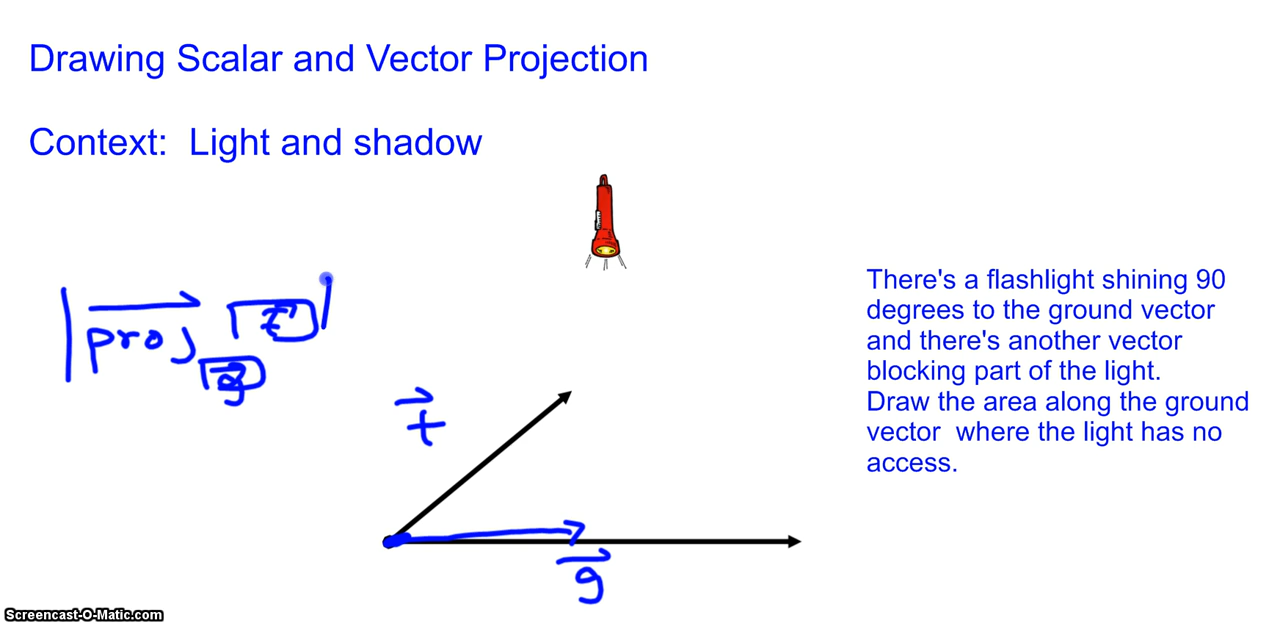 Drawing Scalar and Vector Projection
Context: Light and shadow
There's a flashlight shining 90
degrees to the ground vector
and there's another vector
blocking part of the light.
Draw the area along the ground
vector where the light has no
access.
|proj t|
g
t
g
Screencast-O-Matic.com